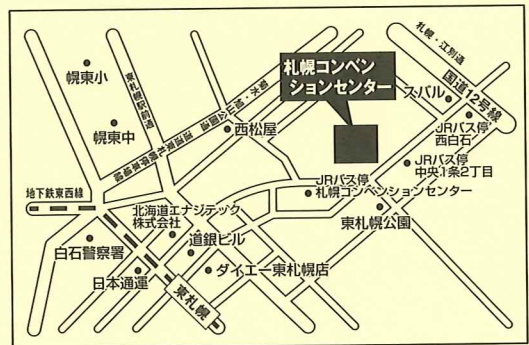 札幌・江別通
国道12号線
札幌コンベン
ションセンター
スバル
JRバス停
西白石
幌東小
東札幌駅前通
幌東中
西松屋
JRバス停
中央1条2丁目
地下鉄東西線
JRバス停
札幌コンベンションセンター
北海道エナジテック
株式会社
東札幌公園
白石警察署
道銀ビル
ダイエー東札幌店
日本通運
東札幌